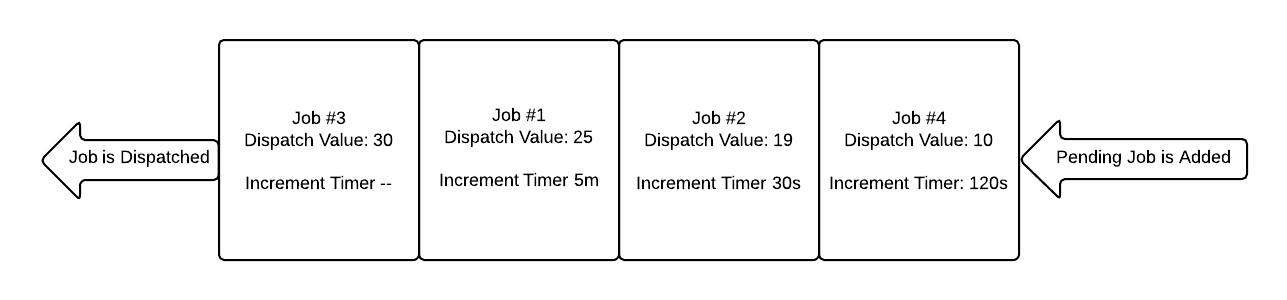 Job is Dispatched
Job #3
Dispatch Value: 30
Increment Timer --
Job #1
Dispatch Value: 25
Increment Timer 5m
Job #2
Dispatch Value: 19
Increment Timer 30s
Job #4
Dispatch Value: 10
Increment Timer: 120s
Pending Job is Added